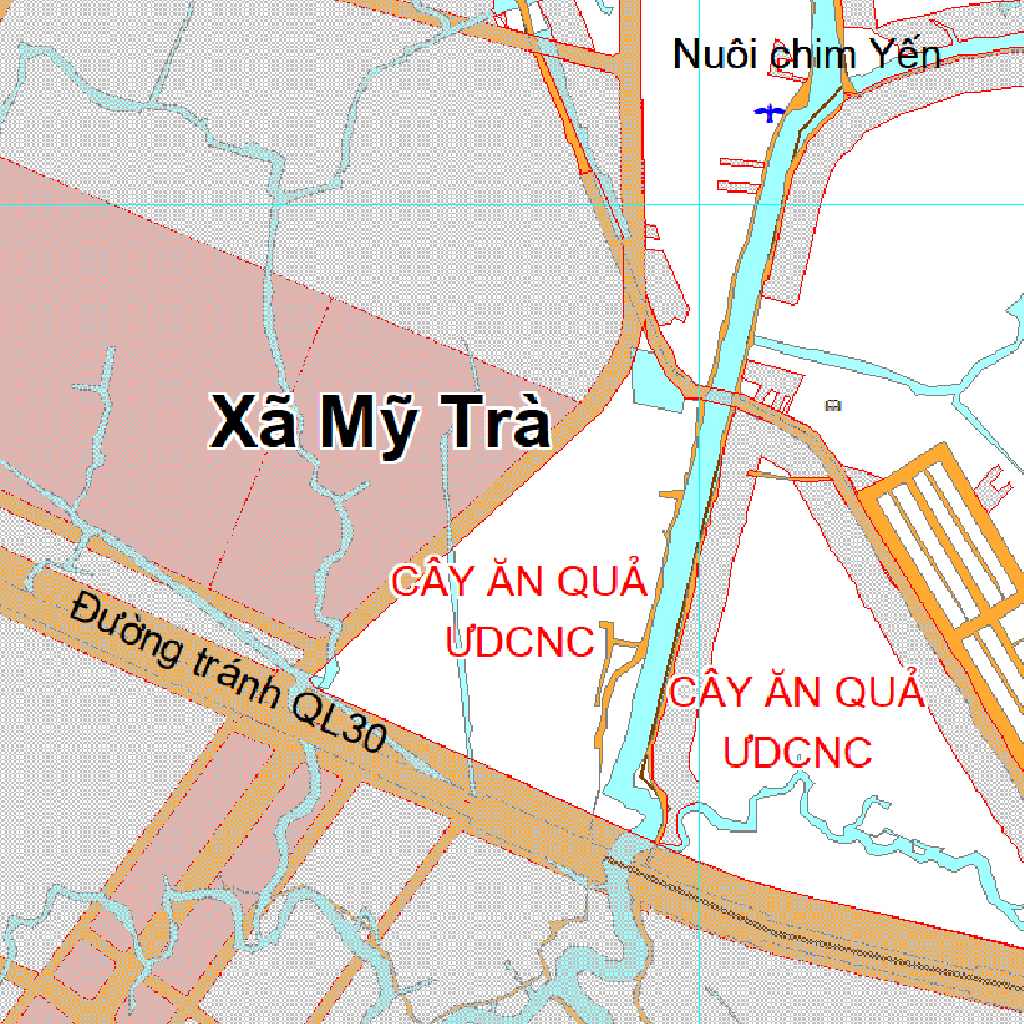 Nuôi chim Yến
Xã Mỹ Trà
CÂY ĂN QUẢ
ƯDCNC
Đường tránh QL30
CÂY ĂN QUẢ
ƯDCNC